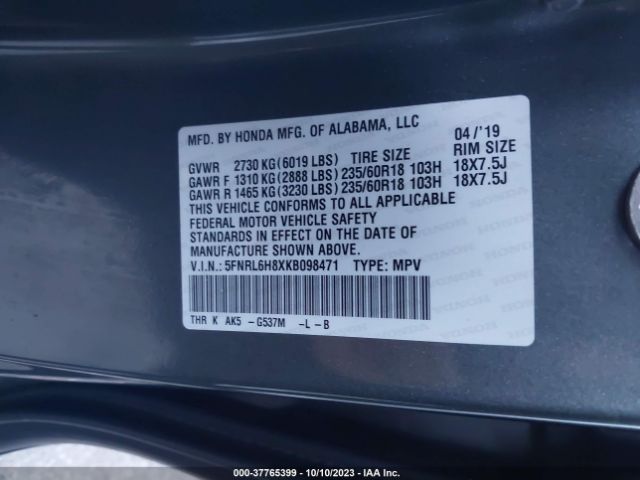 MFD. BY HONDA MFG. OF ALABAMA, LLC 04 /'19
GVWR 2730 KG(6019 LBS) TIRE SIZE RIM SIZE
GAWR F 1310 KG(2888 LBS)235/60R18 103H 18X7.5J
GAWR R 1465 KG(3230 LBS)235/60R18 103H 18X7.5J
THIS VEHICLE CONFORMS TO ALL APPLICABLE
FEDERAL MOTOR VEHICLE SAFETY
STANDARDS IN EFFECT ON THE DATE OF
MANUFACTURE SHOWN ABOVE.
V.I.N.: 5FNRL6H8XKB098471 TYPE: MPV
THR K AK5 -G537M -L-B
000-37765399 - 10/10/2023 - IAA Inc.